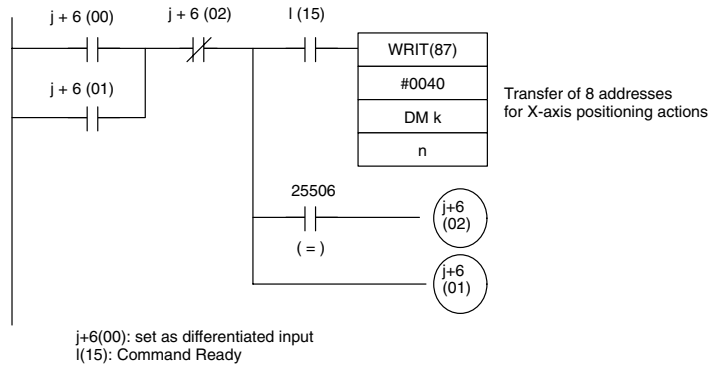 j + 6 (00)
j + 6 (02)
l (15)
WRIT(87)
#0040
DM k
n
j + 6 (01)
Transfer of 8 addresses
for X-axis positioning actions
25506
( = )
j+6
(02)
j+6
(01)
j+6(00): set as differentiated input
l(15): Command Ready